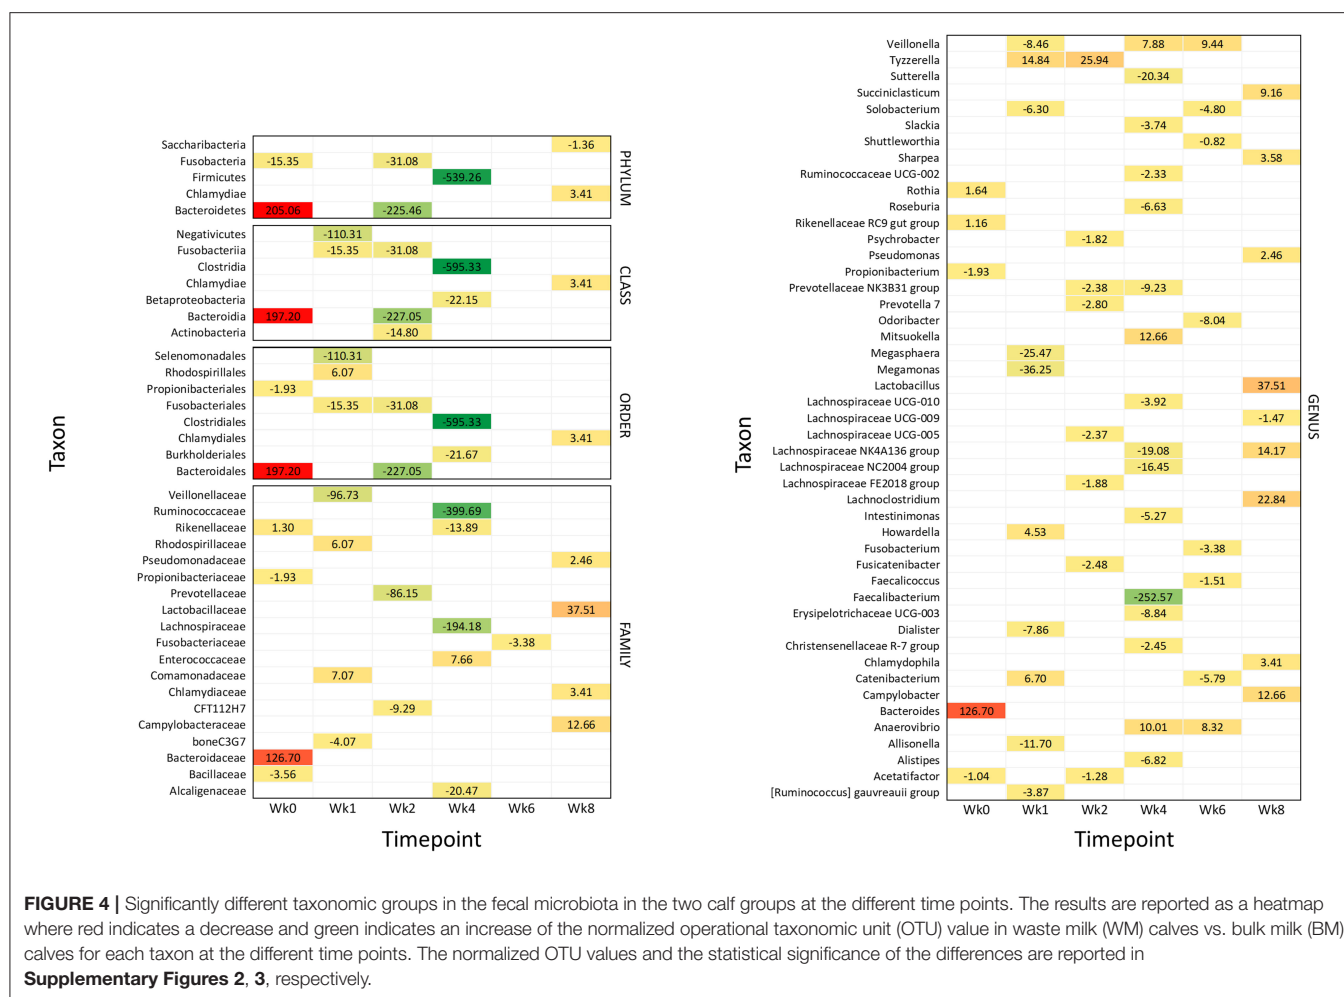 Saccharibacteria -1.36
Fusobacteria -15.35 -31.08
Firmicutes -539.26
Chlamydiae 3.41
Bacteroidetes 205.06 -225.46
PHYLUM
Negativicutes -110.31
Fusobacteriia -15.35 -31.08
Clostridia -595.33
Chlamydiae 3.41
Betaproteobacteria -22.15
Bacteroidia 197.20 -227.05
Actinobacteria -14.80
CLASS
Selenomonadales -110.31
Rhodospirillales 6.07
Propionibacteriales -1.93
Fusobacteriales -15.35 -31.08
Clostridiales -595.33
Chlamydiales 3.41
Burkholderiales -21.67
Bacteroidales 197.20 -227.05
ORDER
Veillonellaceae -96.73
Ruminococcaceae -399.69
Rikenellaceae 1.30 -13.89
Rhodospirillaceae 6.07
Pseudomonadaceae 2.46
Propionibacteriaceae -1.93
Prevotellaceae -86.15
Lactobacillaceae 37.51
Lachnospiraceae -194.18
Fusobacteriaceae -3.38
Enterococcaceae 7.66
Comamonadaceae 7.07
Chlamydiaceae 3.41
CFT112H7 -9.29
Campylobacteraceae 12.66
boneC3G7 -4.07
Bacteroidaceae 126.70
Bacillaceae -3.56
Alcaligenaceae -20.47
FAMILY
Wk0 Wk1 Wk2 Wk4 Wk6 Wk8
Timepoint
Taxon
Veillonella -8.46 7.88 9.44
Tyzzerella 14.84 25.94
Sutterella -20.34
Succiniclasticum 9.16
Solobacterium -6.30 -4.80
Slackia -3.74
Shuttleworthia -0.82
Sharpea 3.58
Ruminococcaceae UCG-002 -2.33
Rothia 1.64
Roseburia -6.63
Rikenellaceae RC9 gut group 1.16
Psychrobacter -1.82
Pseudomonas 2.46
Propionibacterium -1.93
Prevotellaceae NK3B31 group -2.38 -9.23
Prevotella 7 -2.80
Odoribacter -8.04
Mitsuokella 12.66
Megasphaera -25.47
Megamonas -36.25
Lactobacillus 37.51
Lachnospiraceae UCG-010 -3.92
Lachnospiraceae UCG-009 -1.47
Lachnospiraceae UCG-005 -2.37
Lachnospiraceae NK4A136 group -19.08 14.17
Lachnospiraceae NC2004 group -16.45
Lachnospiraceae FE2018 group -1.88
Lachnoclostridium 22.84
Intestinimonas -5.27
Howardella 4.53
Fusobacterium -3.38
Fusicatenibacter -2.48
Faecalicoccus -1.51
Faecalibacterium -252.57
Erysipelotrichaceae UCG-003 -8.84
Dialister -7.86
Christensenellaceae R-7 group -2.45
Chlamydophila 3.41
Catenibacterium 6.70 -5.79
Campylobacter 12.66
Bacteroides 126.70
Anaerovibrio 10.01 8.32
Allisonella -11.70
Alistipes -6.82
Acetatifactor -1.04 -1.28
[Ruminococcus] gauvreauii group -3.87
GENUS
Wk0 Wk1 Wk2 Wk4 Wk6 Wk8
Timepoint
Taxon
FIGURE 4 | Significantly different taxonomic groups in the fecal microbiota in the two calf groups at the different time points. The results are reported as a heatmap
where red indicates a decrease and green indicates an increase of the normalized operational taxonomic unit (OTU) value in waste milk (WM) calves vs. bulk milk (BM)
calves for each taxon at the different time points. The normalized OTU values and the statistical significance of the differences are reported in
Supplementary Figures 2, 3, respectively.